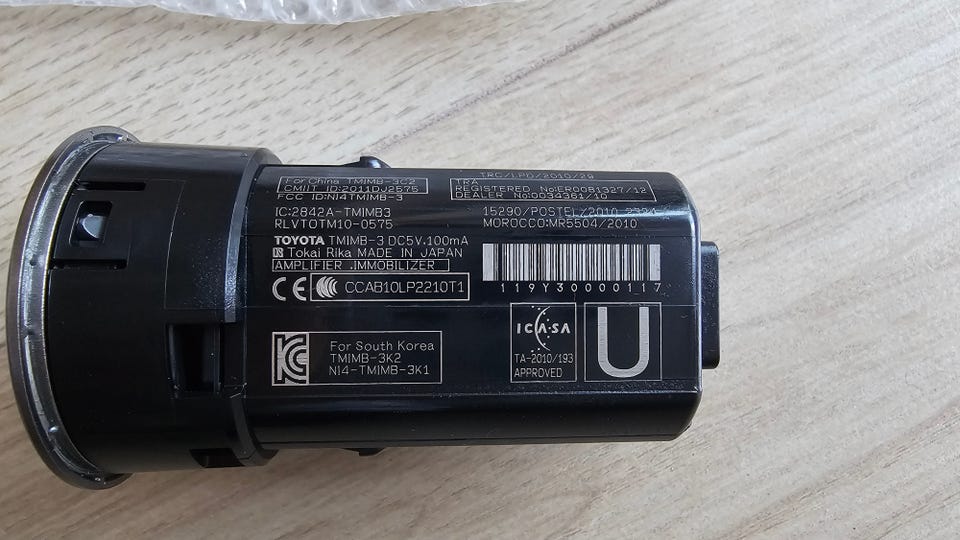 For China TMIMB-3C2
CMIIT ID:2011DJ2575
FCC ID:NI4TMIMB-3
IC:2842A-TMIMB3
RLVTOTM10-0575
TOYOTA TMIMB-3 DC5V.100mA
Tokai Rika MADE IN JAPAN
AMPLIFIER .IMMOBILIZER
CE CCAB10LP2210T1
KC
For South Korea
TMIMB-3K2
NI4-TMIMB-3K1
TRC/LPD/2010/29
TRA
REGISTERED No:ER0081327/12
DEALER No:0034361/10
15290/POSTEL/2010
MOROCCO:MR5504/2010
119Y30000117
ICASA
TA-2010/193
APPROVED
U